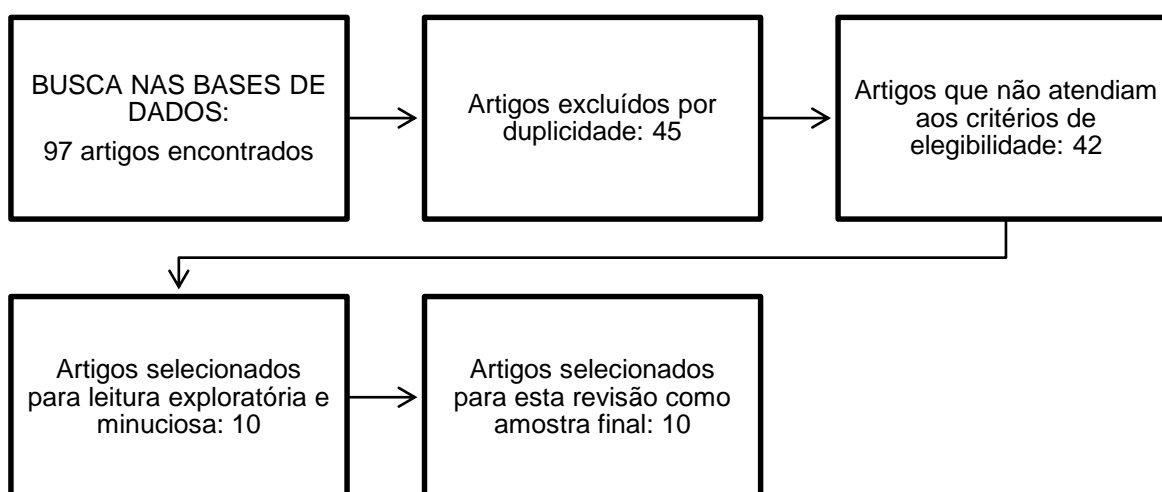 BUSCA NAS BASES DE
DADOS:
97 artigos encontrados
Artigos excluídos por
duplicidade: 45
Artigos que não atendiam
aos critérios de
elegibilidade: 42
Artigos selecionados
para leitura exploratória e
minuciosa: 10
Artigos selecionados
para esta revisão como
amostra final: 10